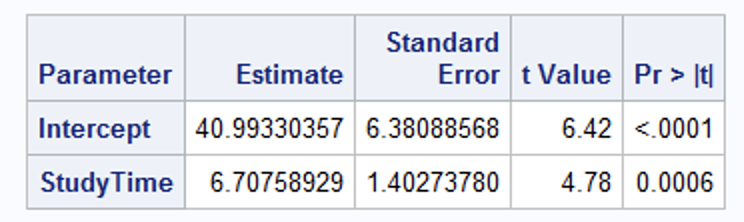 Parameter Estimate Standard Error t Value Pr > |t|
Intercept 40.99330357 6.38088568 6.42 <.0001
StudyTime 6.70758929 1.40273780 4.78 0.0006